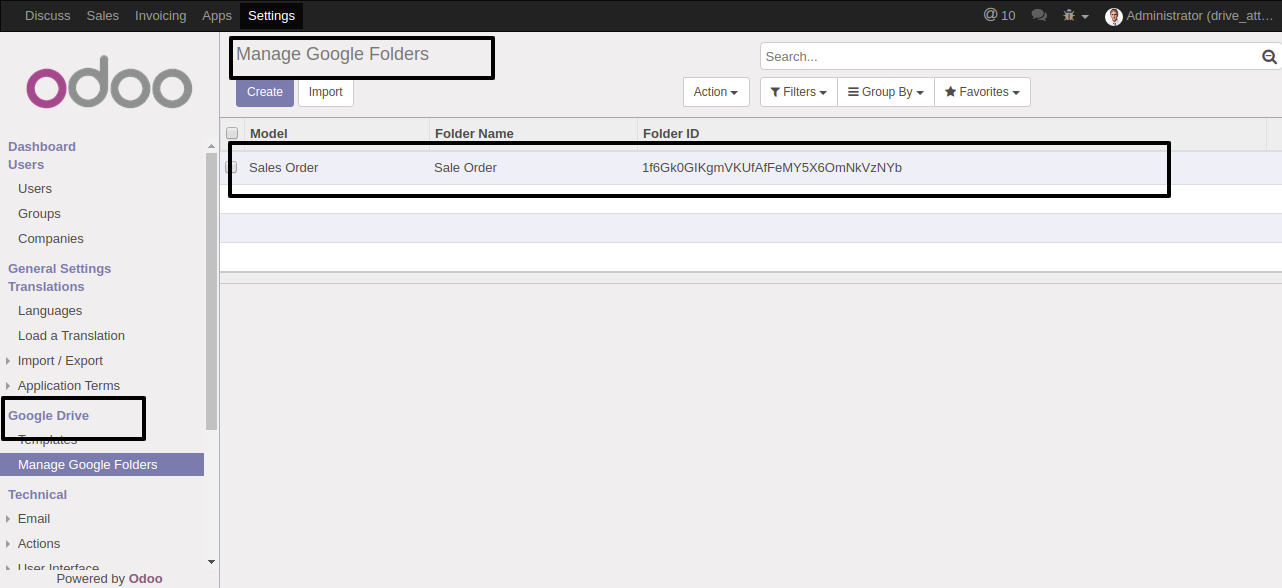 Discuss Sales Invoicing Apps Settings @ 10 Administrator (drive_att...
odoo
Manage Google Folders
Search...
Create Import Action Filters Group By Favorites
Model Folder Name Folder ID
Sales Order Sale Order 1f6Gk0GIKgmVKUfAfFeMY5X6OmNkVzNYb
Dashboard
Users
Users
Groups
Companies
General Settings
Translations
Languages
Load a Translation
Import / Export
Application Terms
Google Drive
Templates
Manage Google Folders
Technical
Email
Actions
User Interface
Powered by Odoo